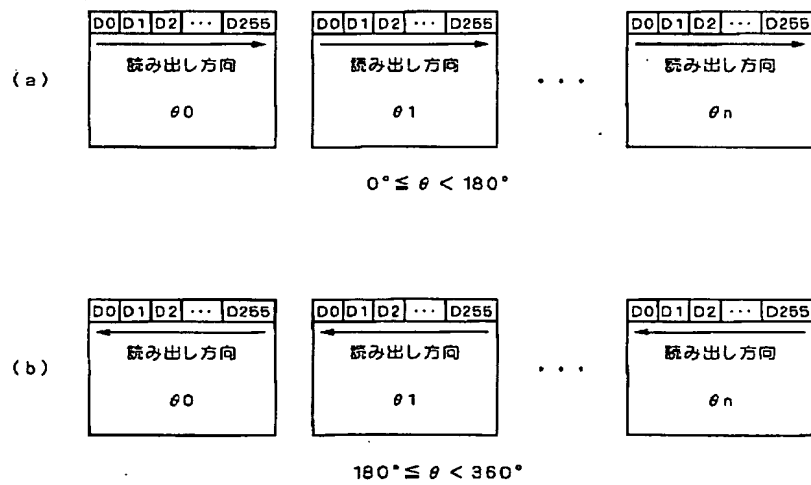 D0 D1 D2 ··· D255 D0 D1 D2 ··· D255 D0 D1 D2 ··· D255
読み出し方向 読み出し方向 読み出し方向
(a) ···
θ0 θ1 θn
0°≦ θ < 180°
D0 D1 D2 ··· D255 D0 D1 D2 ··· D255 D0 D1 D2 ··· D255
読み出し方向 読み出し方向 読み出し方向
(b) ···
θ0 θ1 θn
180°≦ θ < 360°